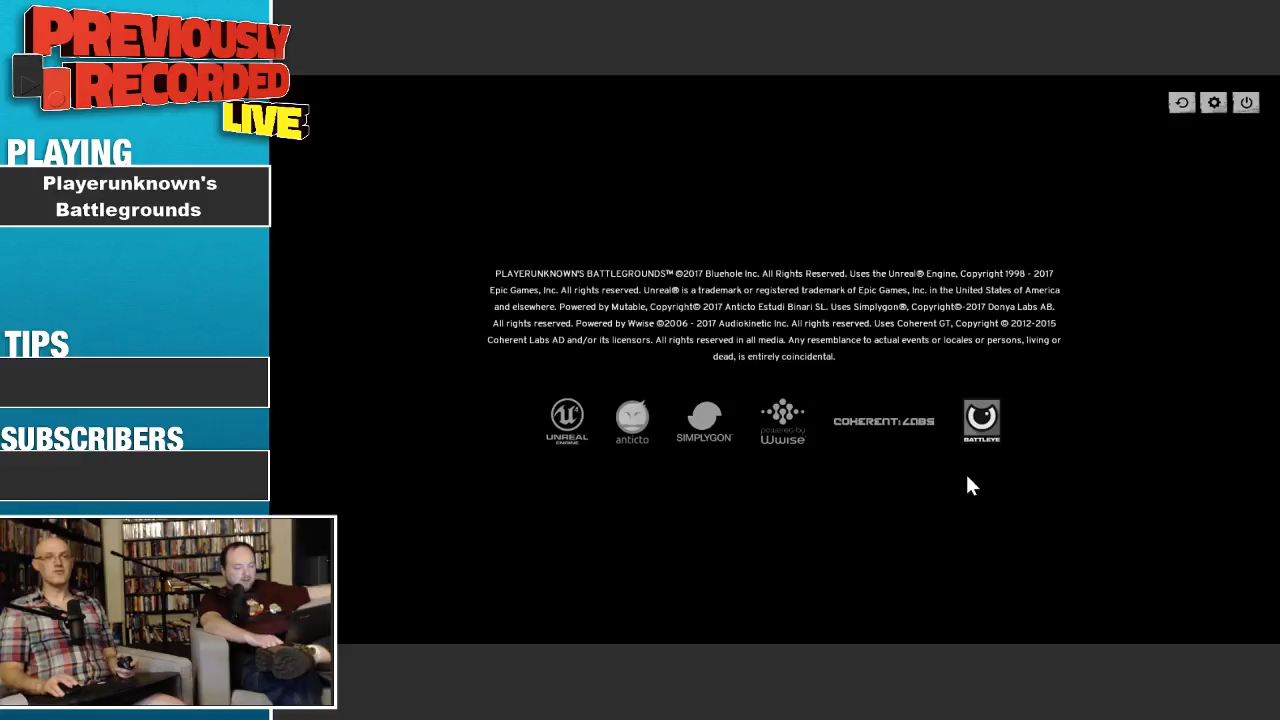 PREVIOUSLY
RECORDED
LIVE
PLAYING
Playerunknown's
Battlegrounds
TIPS
SUBSCRIBERS
PLAYERUNKNOWN'S BATTLEGROUNDS™ ©2017 Bluehole Inc. All Rights Reserved. Uses the Unreal® Engine, Copyright 1998 - 2017
Epic Games, Inc. All rights reserved. Unreal® is a trademark or registered trademark of Epic Games, Inc. in the United States of America
and elsewhere. Powered by Mutable, Copyright© 2017 Anticto Estudi Binari SL. Uses Simplygon®, Copyright©-2017 Donya Labs AB.
All rights reserved. Powered by Wwise ©2006 - 2017 Audiokinetic Inc. All rights reserved. Uses Coherent GT, Copyright © 2012-2015
Coherent Labs AD and/or its licensors. All rights reserved in all media. Any resemblance to actual events or locales or persons, living or
dead, is entirely coincidental.
UNREAL
ENGINE
anticto
SIMPLYGON
powered by
Wwise
COHERENT:LABS
BATTLEYE